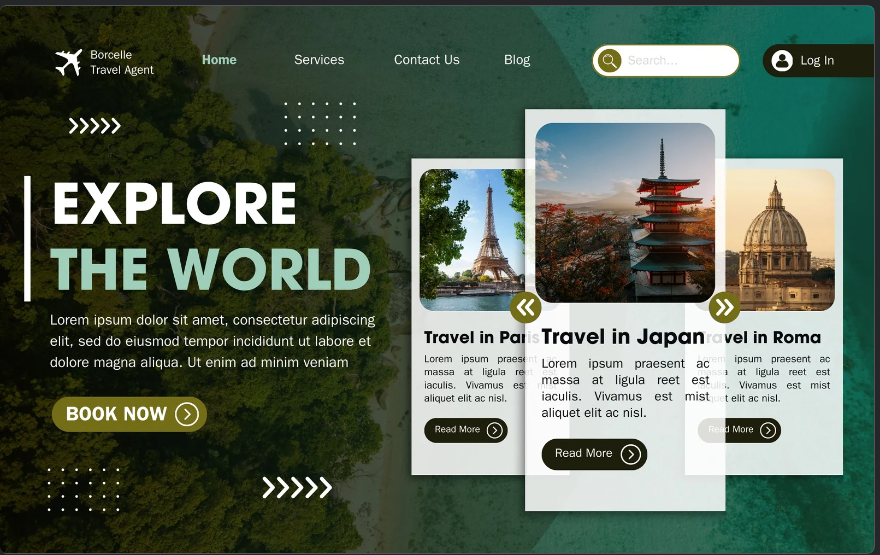 Borcelle
Travel Agent
Home
Services
Contact Us
Blog
Search...
Log In
EXPLORE
THE WORLD
Lorem ipsum dolor sit amet, consectetur adipiscing
elit, sed do eiusmod tempor incididunt ut labore et
dolore magna aliqua. Ut enim ad minim veniam
BOOK NOW
Travel in Paris
Lorem ipsum praesent ac
massa at ligula reet est
iaculis. Vivamus est
aliquet elit ac nisl.
Read More
Travel in Japan
Lorem ipsum praesent ac
massa at ligula reet est
iaculis. Vivamus est mist
aliquet elit ac nisl.
Read More
Travel in Roma
Lorem ipsum praesent ac
massa at ligula reet est
iaculis. Vivamus est mist
aliquet elit ac nisl.
Read More